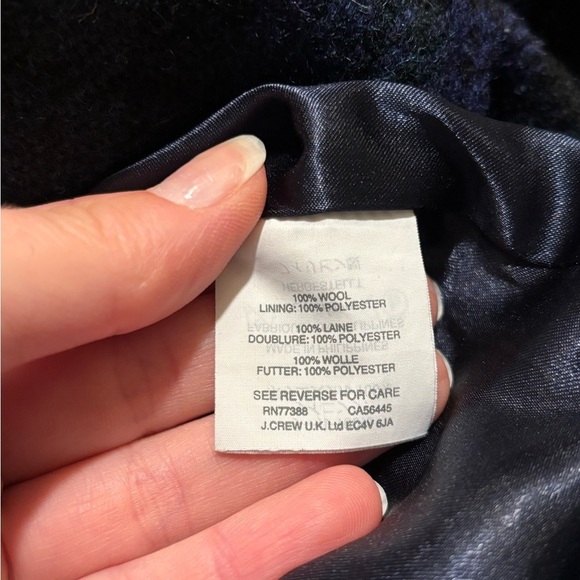 100% WOOL
LINING: 100% POLYESTER
100% LAINE
DOUBLURE: 100% POLYESTER
100% WOLLE
FUTTER: 100% POLYESTER
SEE REVERSE FOR CARE
RN77388 CA56445
J.CREW U.K. Ltd EC4V 6JA